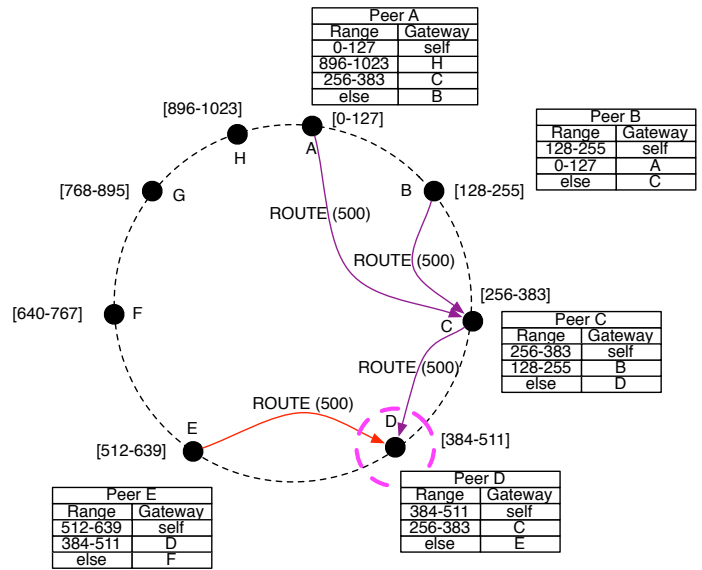 Peer A
Range Gateway
0-127 self
896-1023 H
256-383 C
else B
[896-1023]
[0-127]
A
H
Peer B
Range Gateway
128-255 self
0-127 A
else C
[768-895]
G
B
[128-255]
ROUTE (500)
ROUTE (500)
[256-383]
[640-767]
F
C
Peer C
Range Gateway
256-383 self
128-255 B
else D
ROUTE (500)
ROUTE (500)
E
D
[512-639]
[384-511]
Peer E
Range Gateway
512-639 self
384-511 D
else F
Peer D
Range Gateway
384-511 self
256-383 C
else E